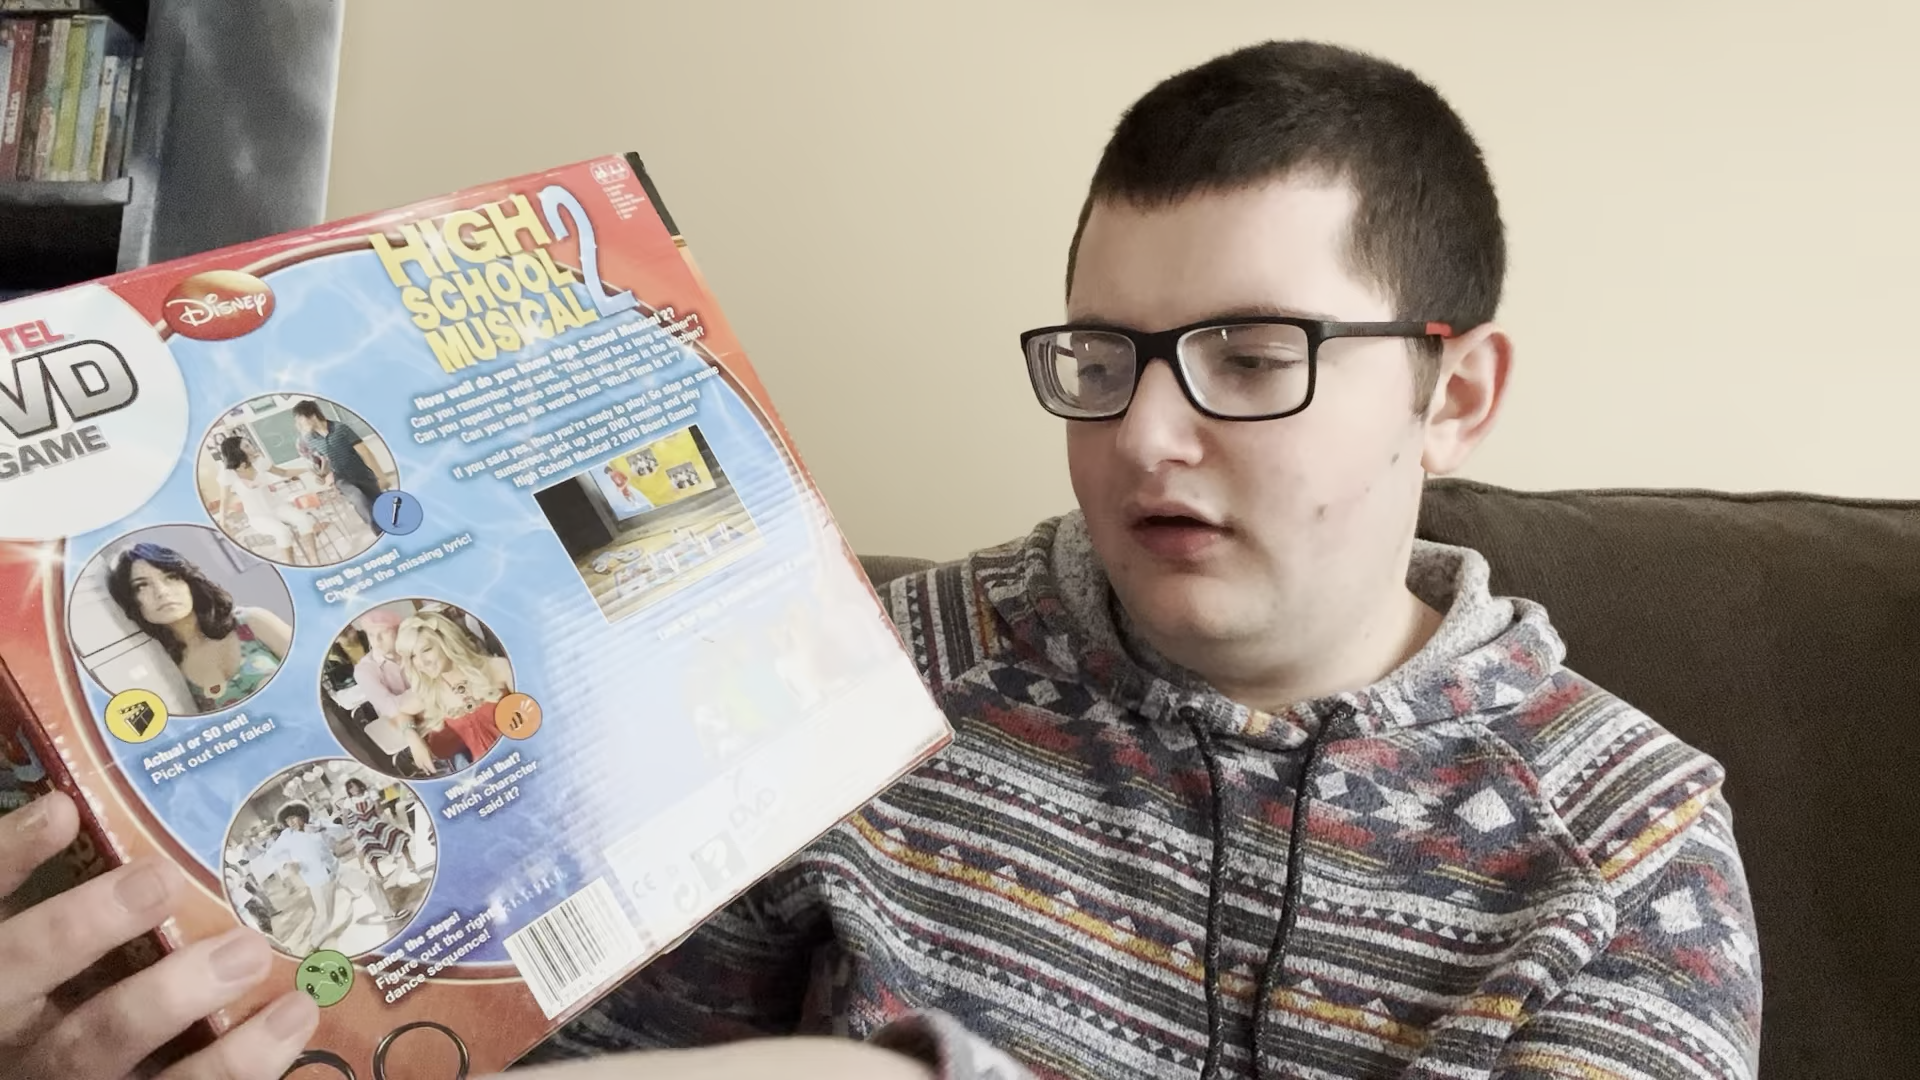 DISNEY
HIGH
SCHOOL
MUSICAL 2
TEL
VD
GAME
How well do you know High School Musical 2?
Can you remember who said, "This could be a long summer"?
Can you repeat the dance steps that take place in the kitchen?
Can you sing the words from "What Time Is It"?
If you said yes, then you're ready to play! So slap on some
sunscreen, pick up your DVD remote and play
High School Musical 2 DVD Board Game!
Sing the songs!
Choose the missing lyric!
Actual or SO not!
Pick out the fake!
Who said that?
Which character
said it?
Dance the steps!
Figure out the right
dance sequence!
DVD
CE